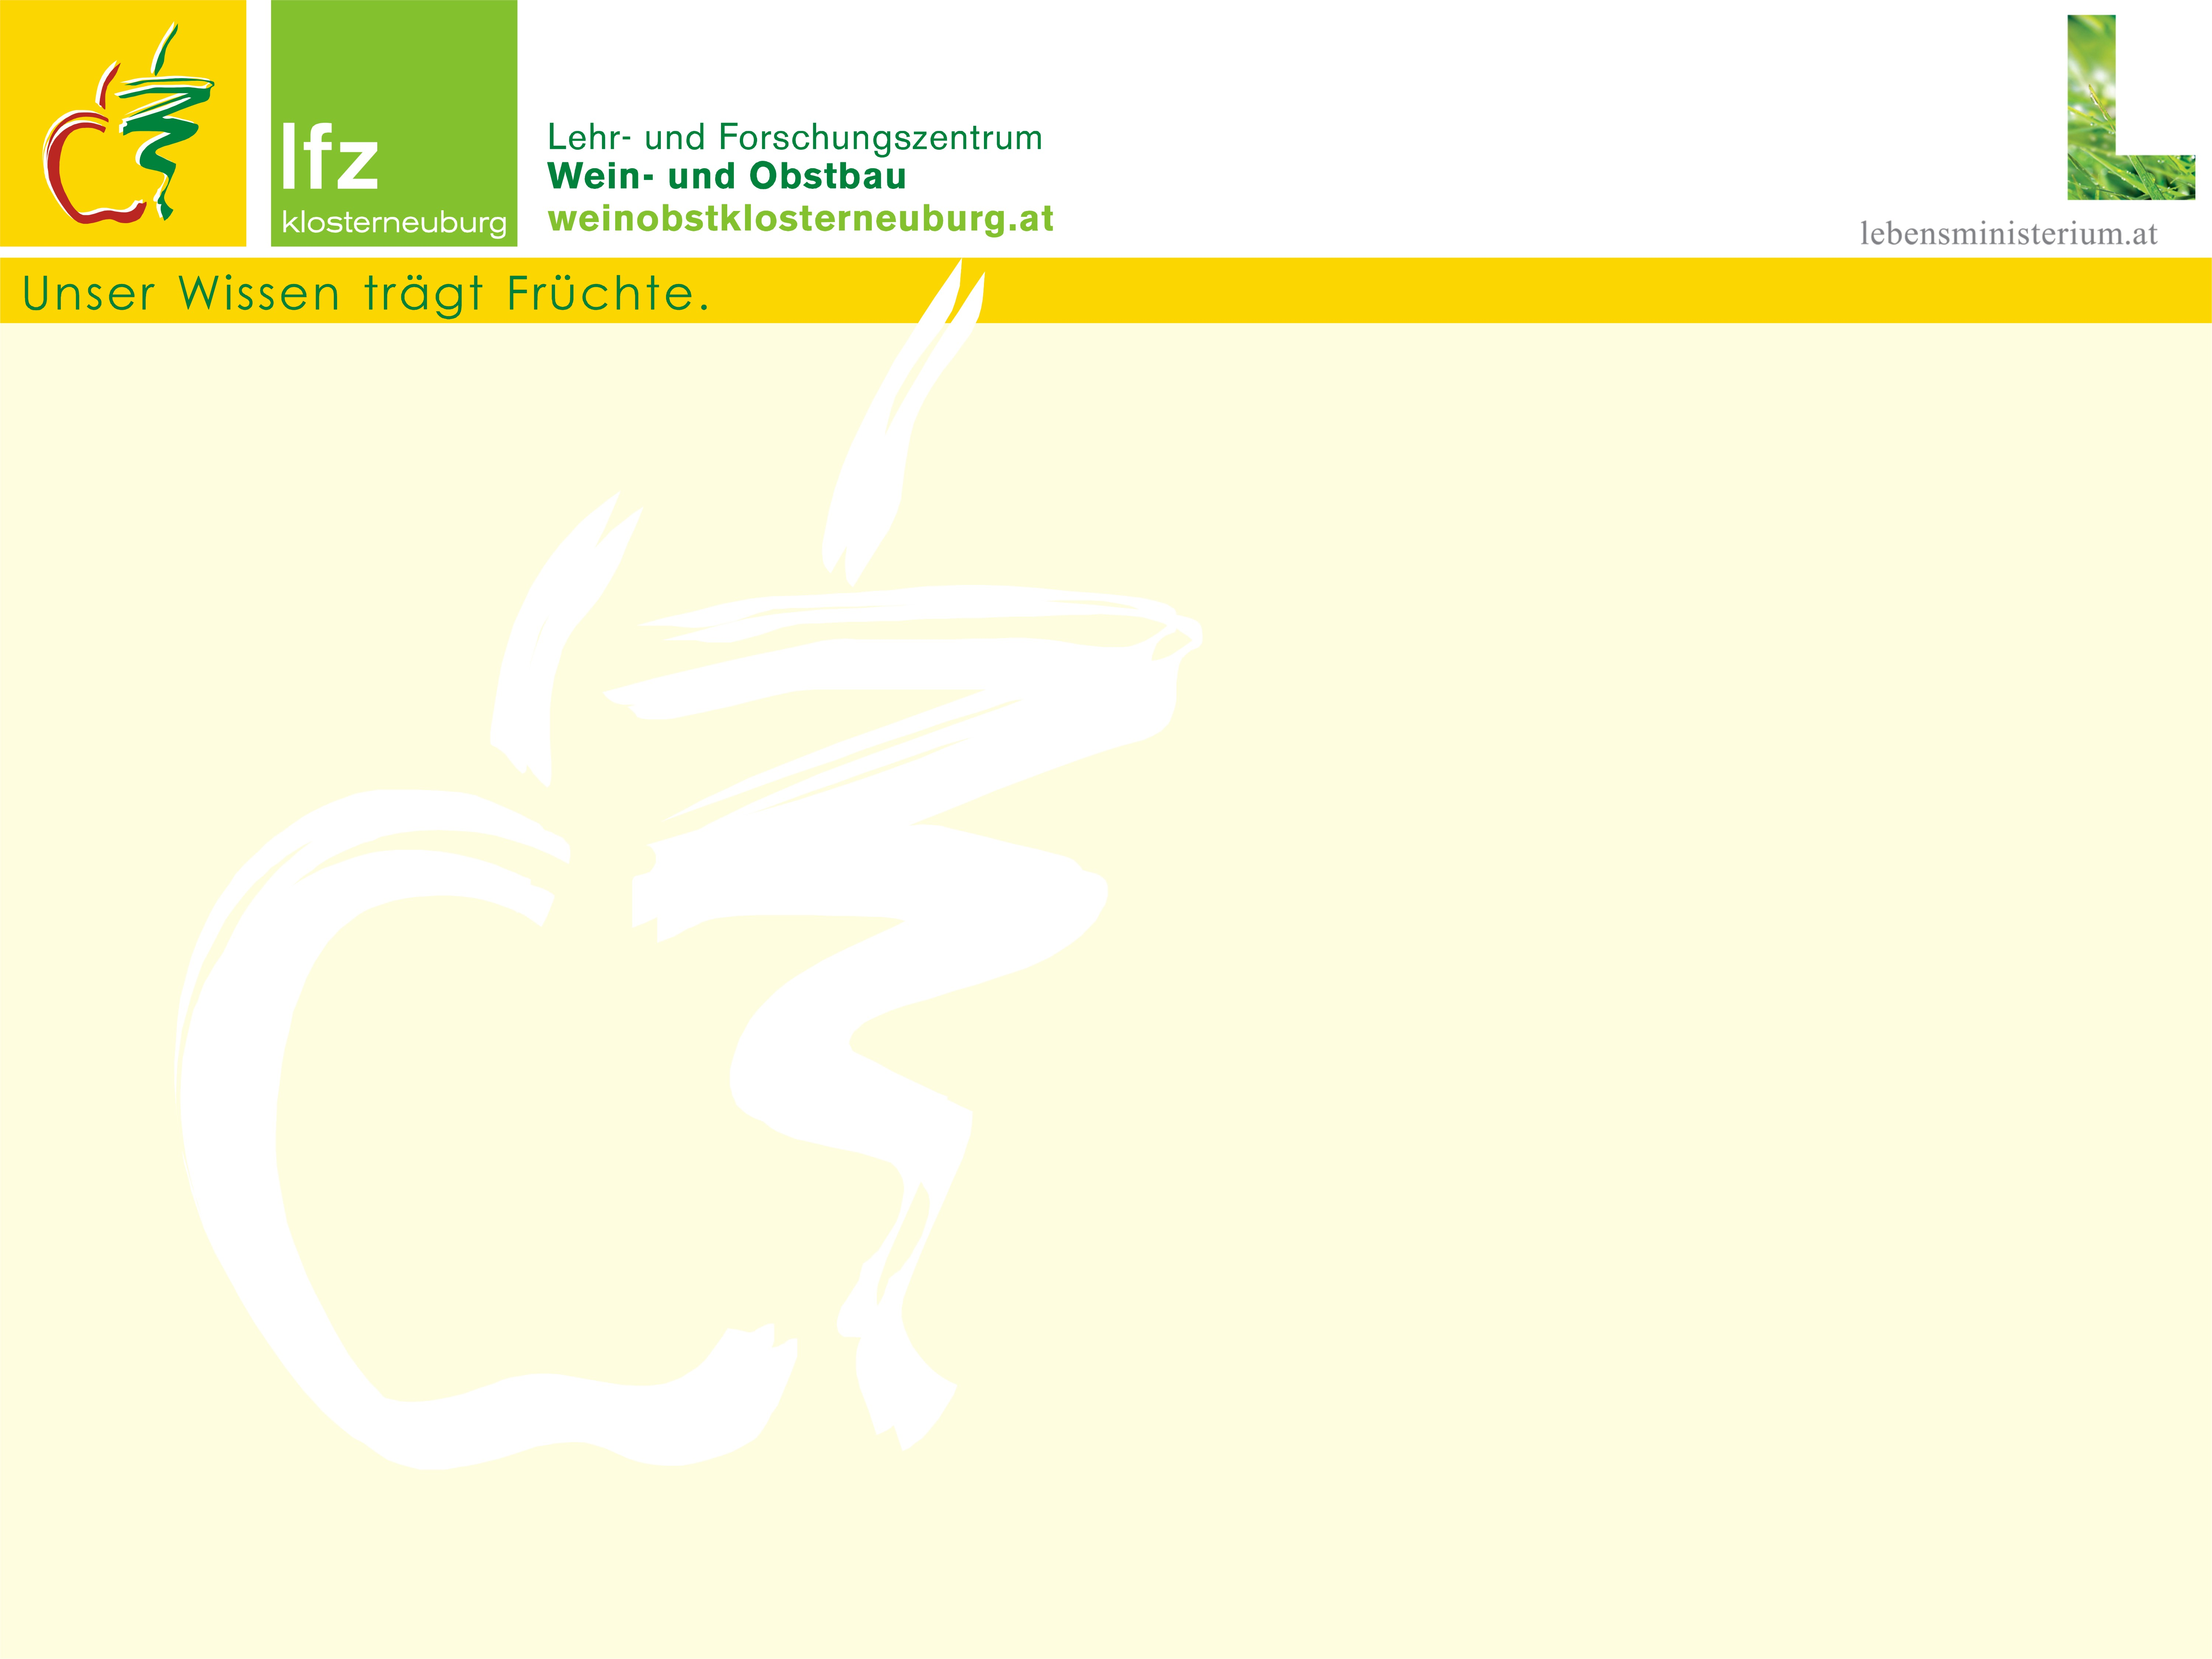 lfz
klosterneuburg
Lehr- und Forschungszentrum
Wein- und Obstbau
weinobstklosterneuburg.at
lebensministerium.at
Unser Wissen trägt Früchte.